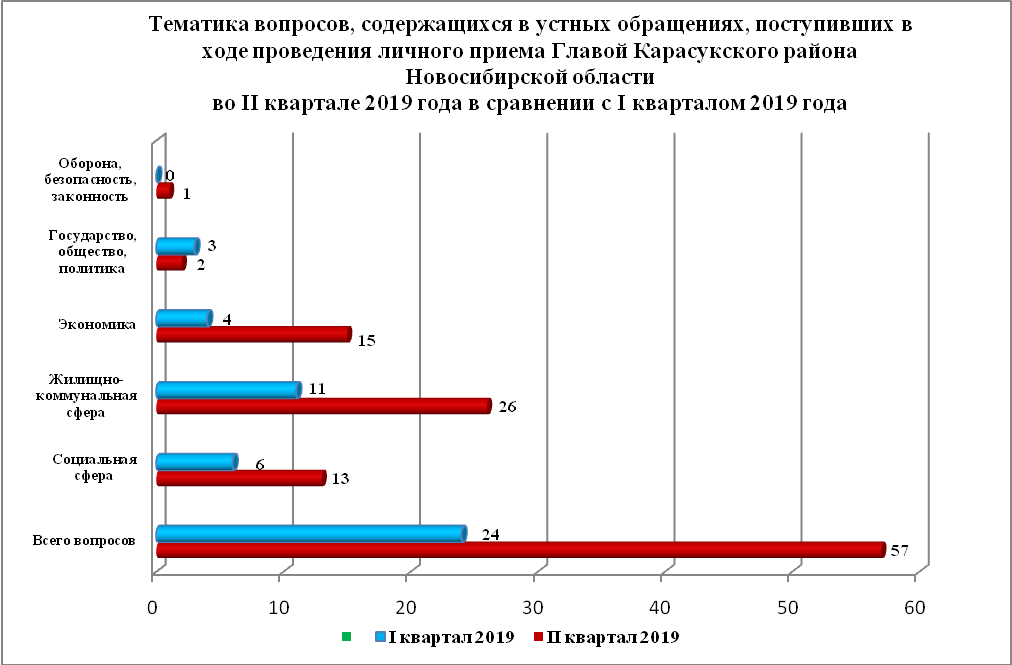 Тематика вопросов, содержащихся в устных обращениях, поступивших в
ходе проведения личного приема Главой Карасукского района
Новосибирской области
во II квартале 2019 года в сравнении с I кварталом 2019 года
Оборона,
безопасность,
законность
0
1
Государство,
общество,
политика
3
2
Экономика
4
15
Жилищно-
коммунальная
сфера
11
26
Социальная
сфера
6
13
Всего вопросов
24
57
0 10 20 30 40 50 60
I квартал 2019 II квартал 2019